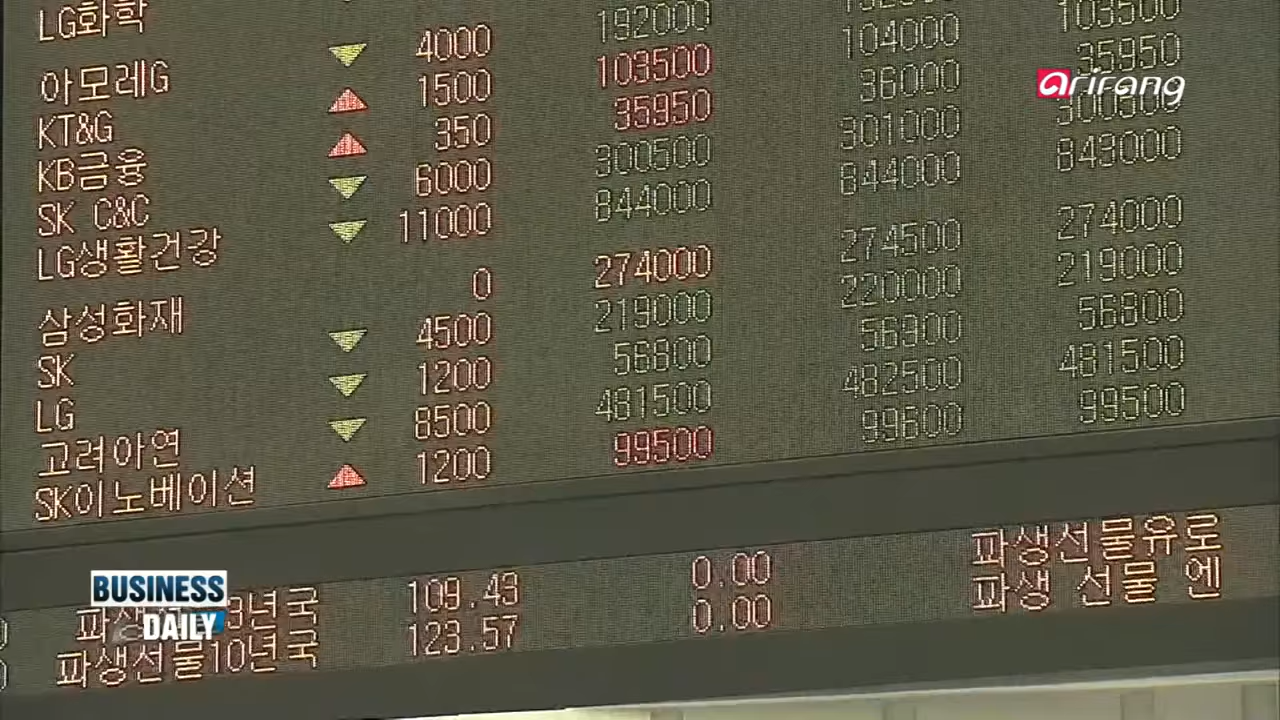 LG화학
아모레G ▼ 4000 192000
KT&G ▲ 1500 103500 104000 103500
KB금융 ▲ 350 35950 36000 35950
SK C&C ▼ 6000 300500 301000 300500
LG생활건강 ▼ 11000 844000 844000 843000
삼성화재 0 274000 274500 274000
SK ▼ 4500 219000 220000 219000
LG ▼ 1200 56800 56900 56800
고려아연 ▼ 8500 481500 482500 481500
SK이노베이션 ▲ 1200 99500 99600 99500
파생 3년국 109.43 0.00 파생선물유로
파생선물10년국 123.57 0.00 파생 선물 엔
arirang
BUSINESS
DAILY